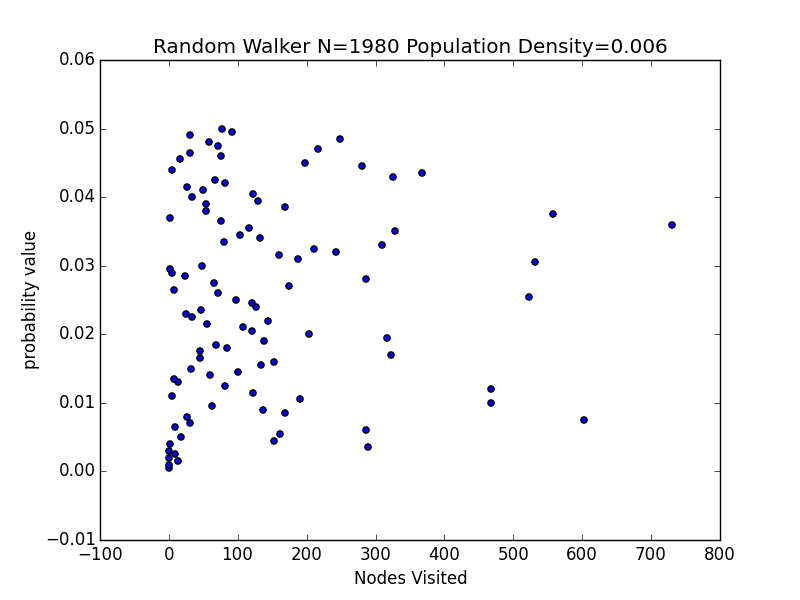 Random Walker N=1980 Population Density=0.006
0.06
0.05
0.04
0.03
0.02
0.01
0.00
−0.01
probability value
−100 0 100 200 300 400 500 600 700 800
Nodes Visited